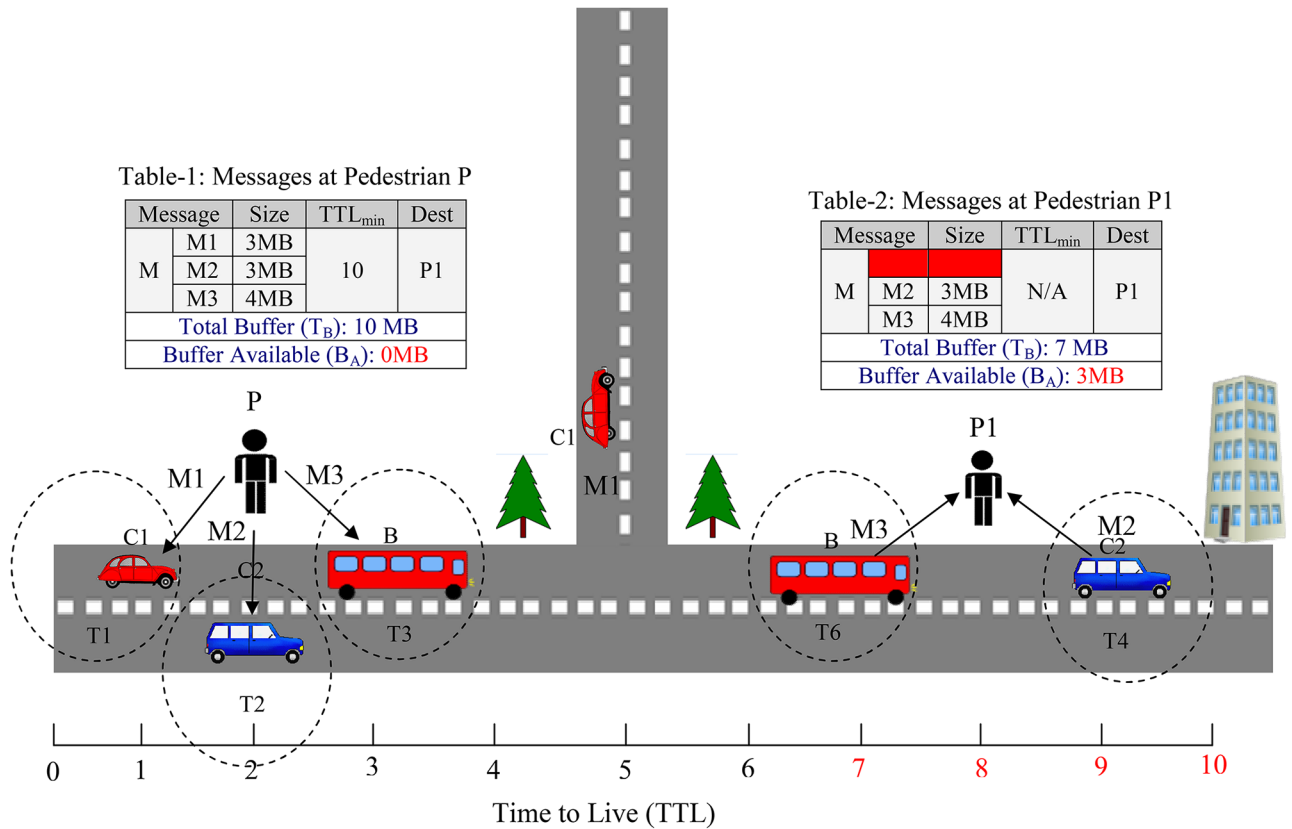 Table-1: Messages at Pedestrian P
Message Size TTLmin Dest
M M1 3MB 10 P1
M2 3MB
M3 4MB
Total Buffer (TB): 10 MB
Buffer Available (BA): 0MB
Table-2: Messages at Pedestrian P1
Message Size TTLmin Dest
M N/A P1
M2 3MB
M3 4MB
Total Buffer (TB): 7 MB
Buffer Available (BA): 3MB
P
M1
M3
M2
C1
C2
B
T1
T2
T3
C1
M1
P1
B
M3
M2
C2
T6
T4
0 1 2 3 4 5 6 7 8 9 10
Time to Live (TTL)